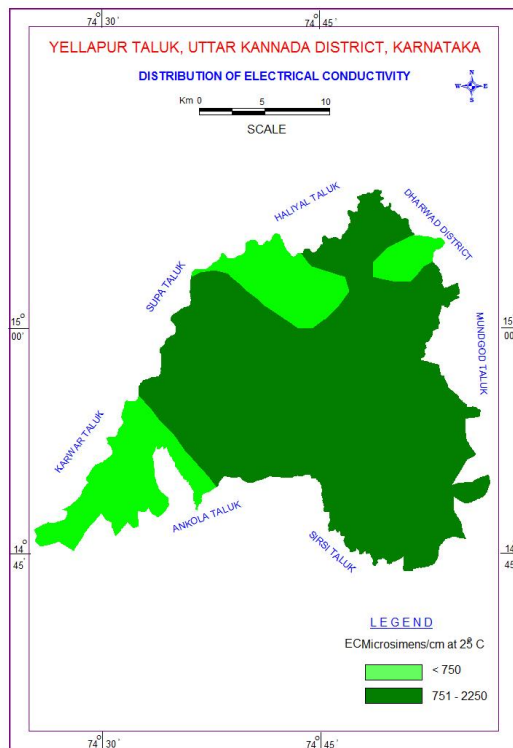 74° 30´
74° 45´
YELLAPUR TALUK, UTTAR KANNADA DISTRICT, KARNATAKA
DISTRIBUTION OF ELECTRICAL CONDUCTIVITY
N
W E
S
Km 0 5 10
SCALE
HALIYAL TALUK
DHARWAD DISTRICT
SUPA TALUK
15° 00´
15° 00´
MUNDGOD TALUK
KARWAR TALUK
ANKOLA TALUK
SIRSI TALUK
14° 45´
14° 45´
LEGEND
ECMicrosimens/cm at 25° C
< 750
751 - 2250
74° 30´
74° 45´